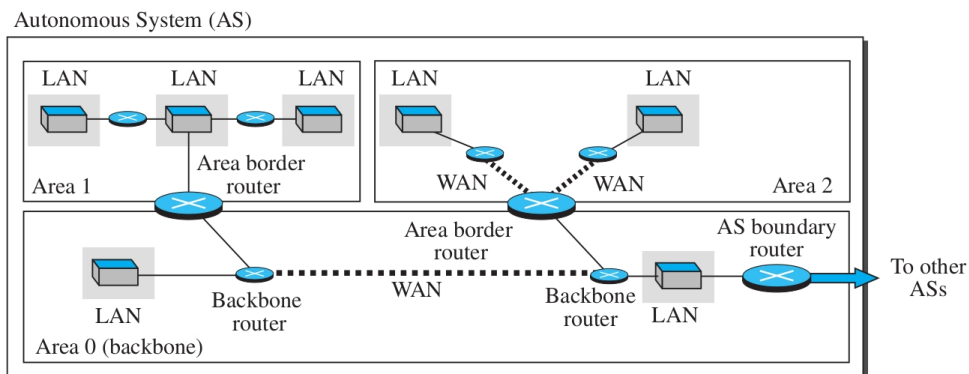 Autonomous System (AS)
LAN
LAN
LAN
Area border
router
Area 1
LAN
LAN
WAN
WAN
Area 2
Area border
router
AS boundary
router
To other
ASs
LAN
Backbone
router
WAN
Backbone
router
LAN
Area 0 (backbone)